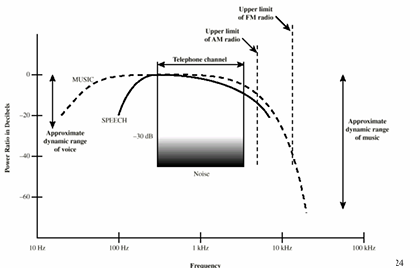 Upper limit
of FM radio
Upper limit
of AM radio
Telephone channel
MUSIC
SPEECH
Approximate
dynamic range
of voice
–30 dB
Noise
Approximate
dynamic range
of music
Power Ratio in Decibels
0
–20
–40
–60
10 Hz
100 Hz
1 kHz
10 kHz
100 kHz
Frequency
24